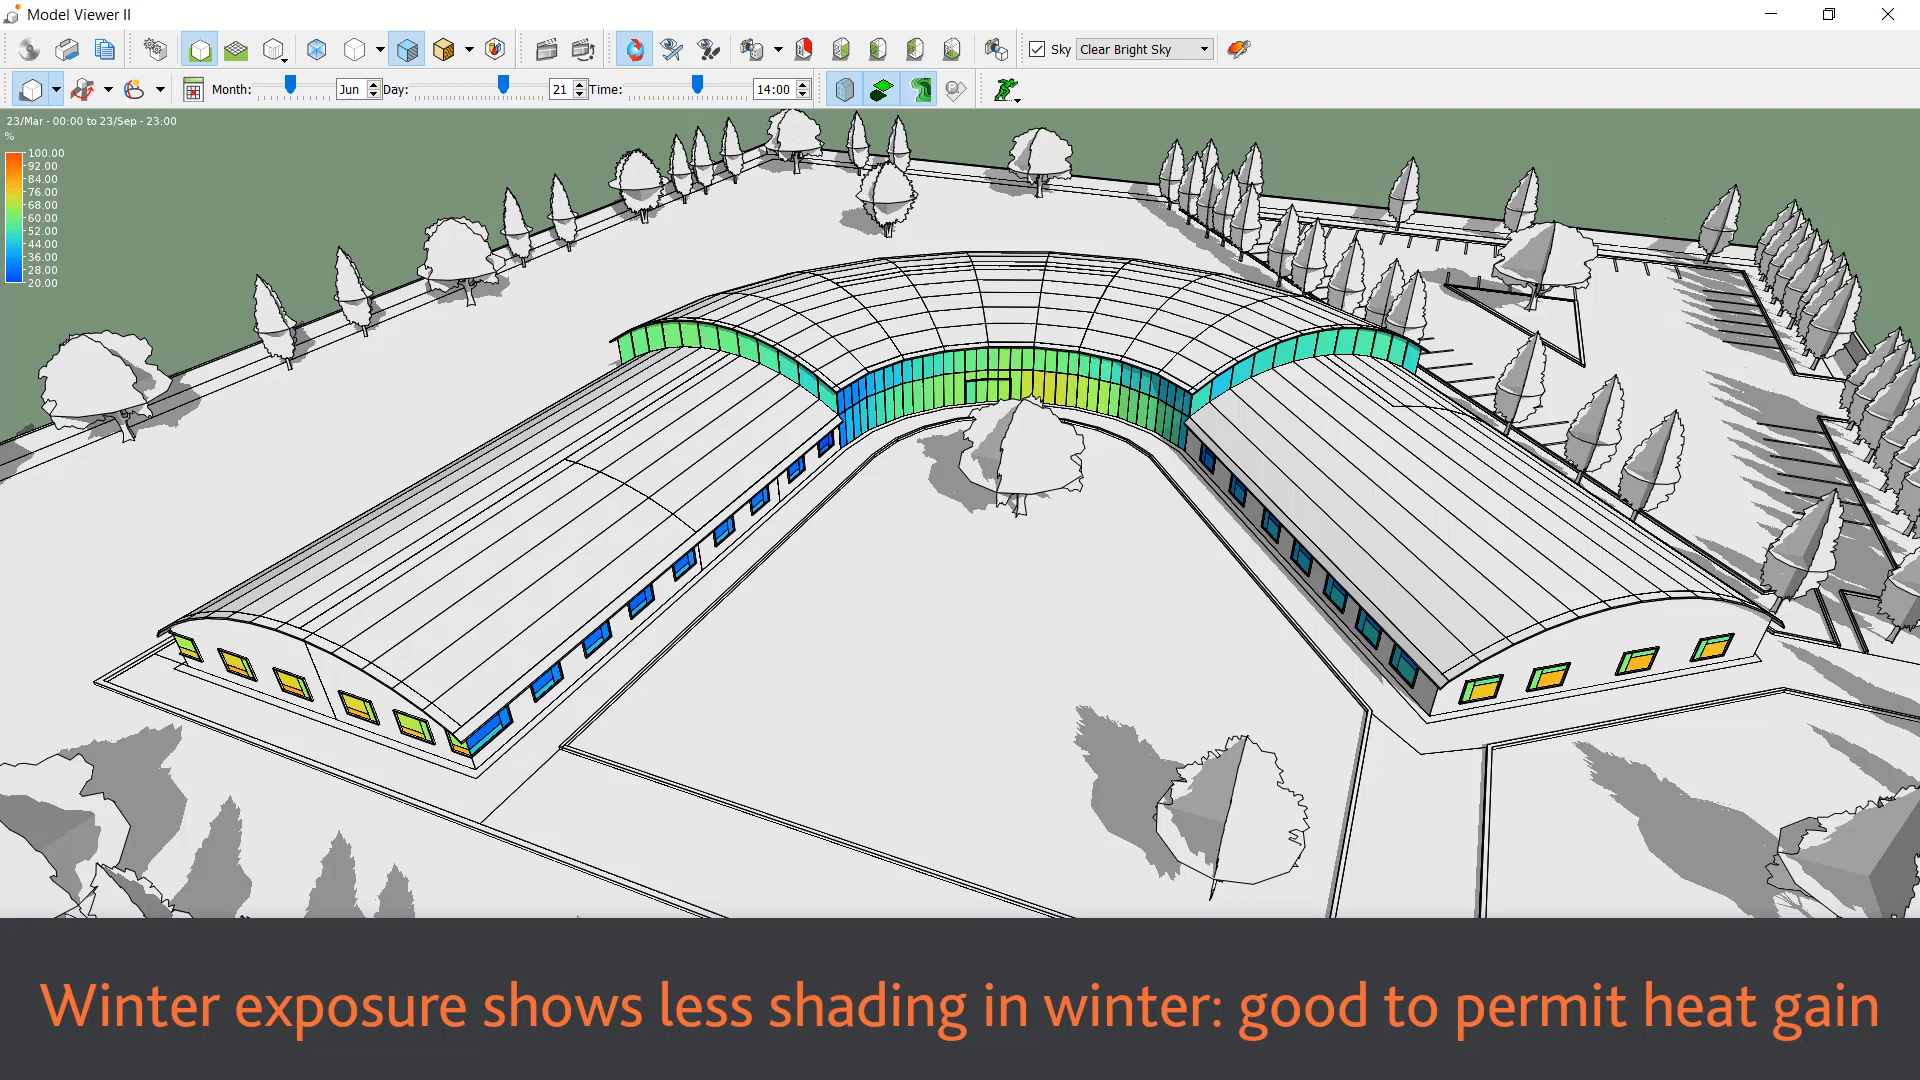 Model Viewer II
Sky Clear Bright Sky
Month: Jun Day: 21 Time: 14:00
23/Mar - 00:00 to 23/Sep - 23:00
%
100.00
92.00
84.00
76.00
68.00
60.00
52.00
44.00
36.00
28.00
20.00
Winter exposure shows less shading in winter: good to permit heat gain